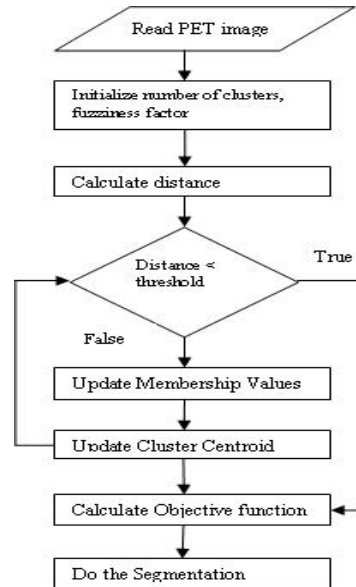 Read PET image
Initialize number of clusters,
fuzziness factor
Calculate distance
Distance <
threshold
True
False
Update Membership Values
Update Cluster Centroid
Calculate Objective function
Do the Segmentation